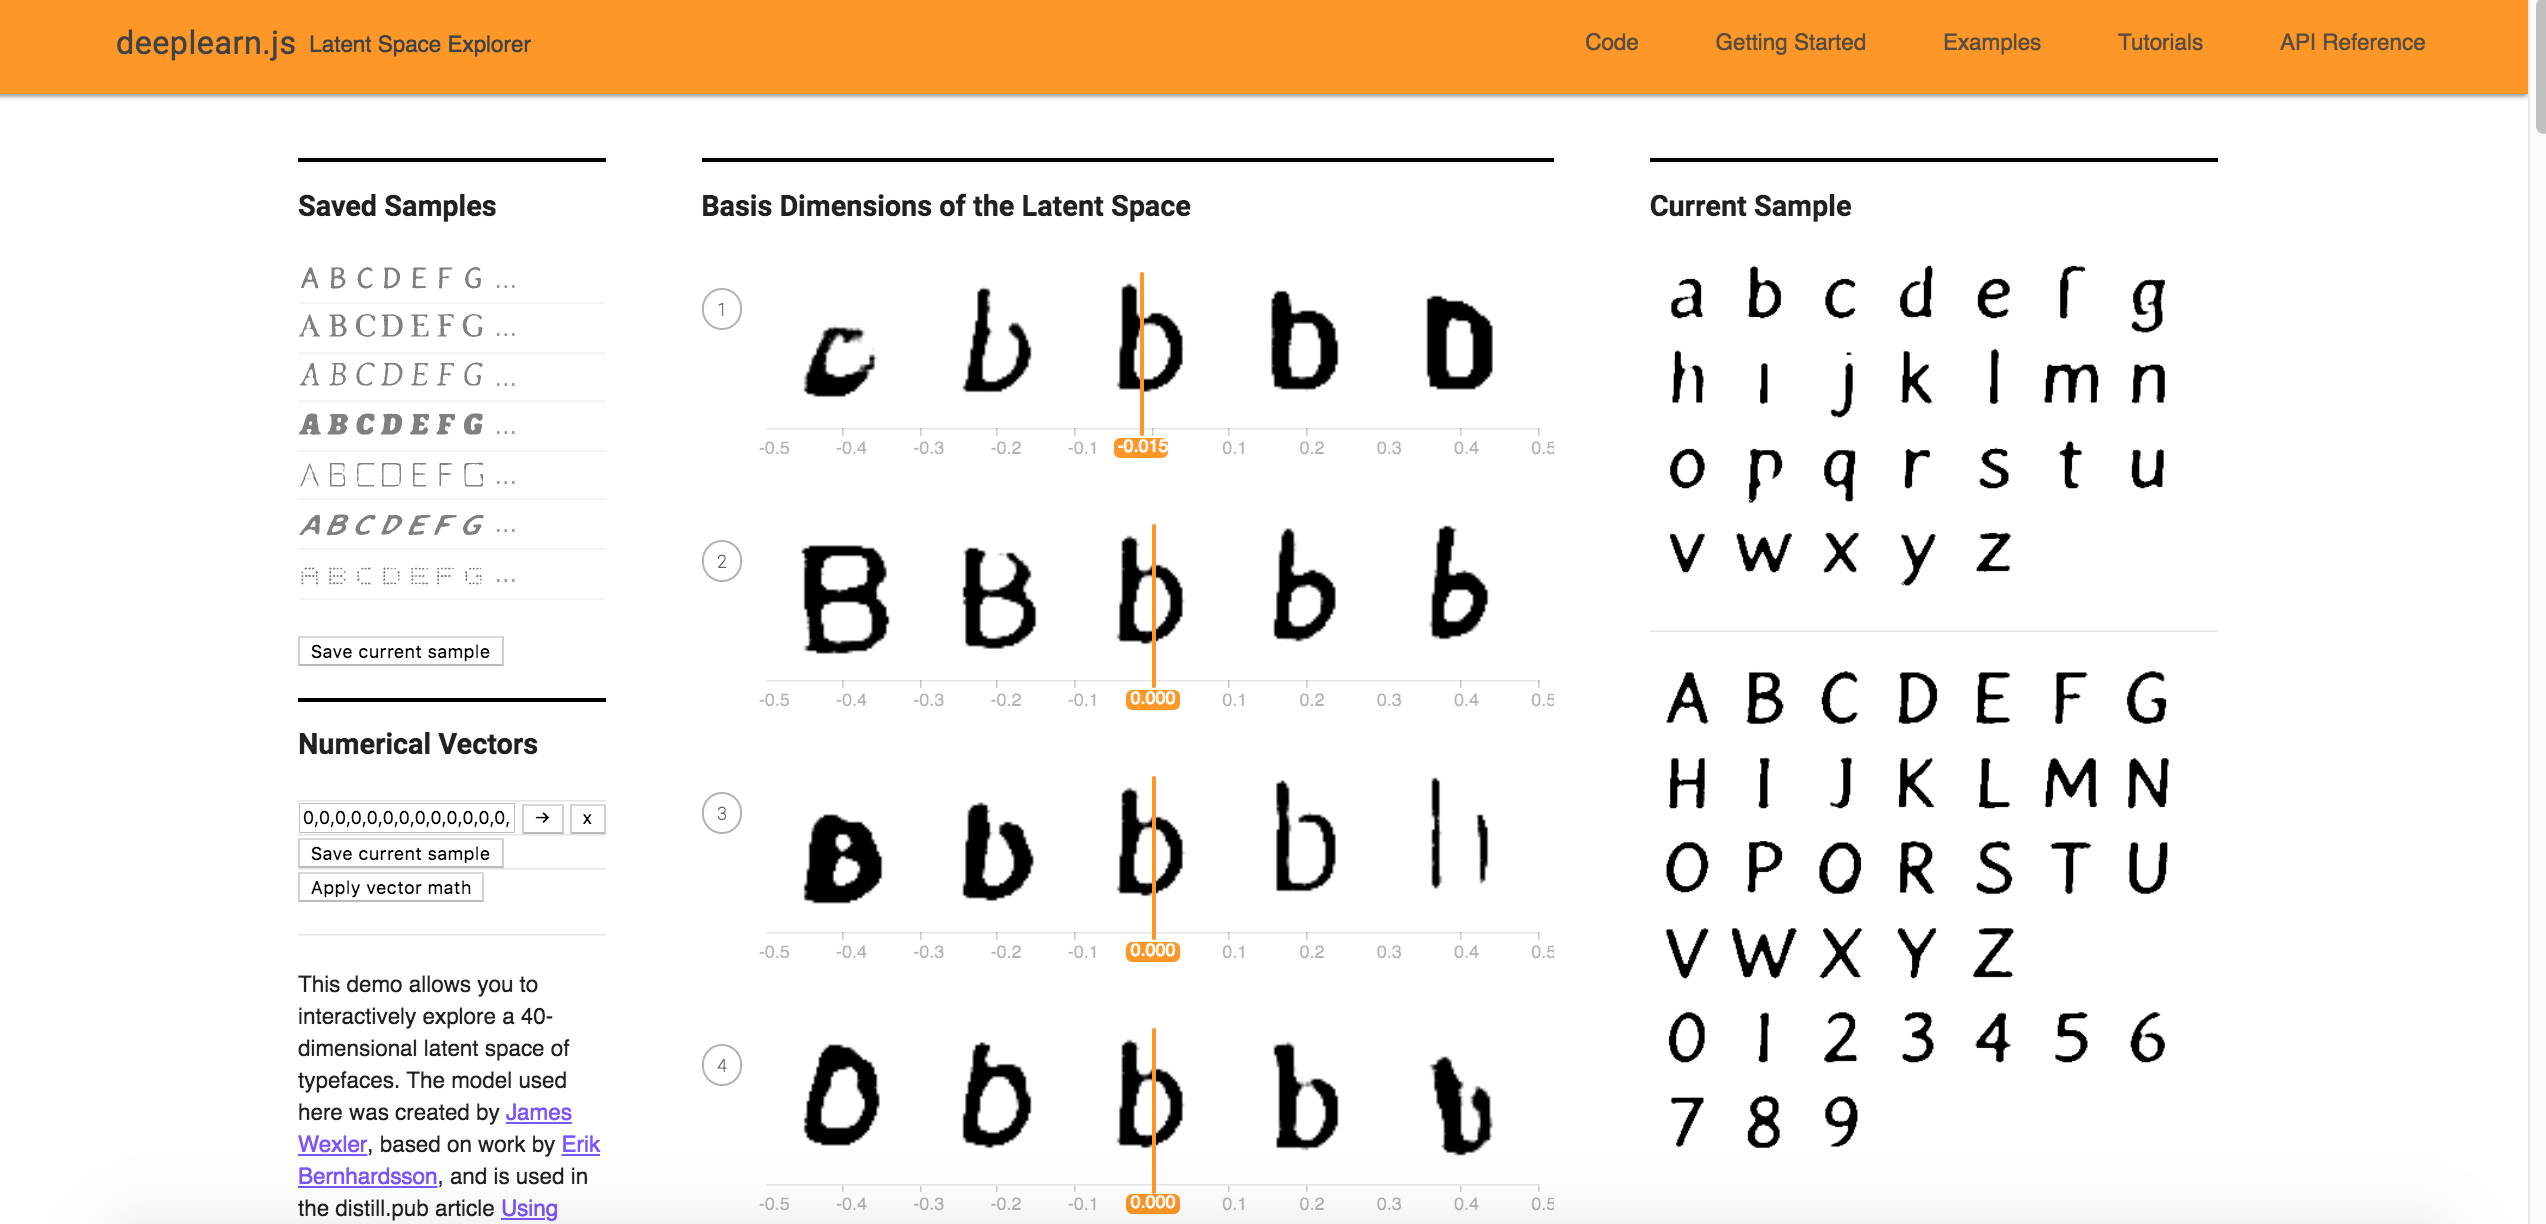 deeplearn.js Latent Space Explorer
Code Getting Started Examples Tutorials API Reference
Saved Samples
A B C D E F G ...
A B C D E F G ...
A B C D E F G ...
A B C D E F G ...
A B C D E F G ...
A B C D E F G ...
A B C D E F G ...
Save current sample
Numerical Vectors
0,0,0,0,0,0,0,0,0,0,0,0,0, → x
Save current sample
Apply vector math
This demo allows you to
interactively explore a 40-
dimensional latent space of
typefaces. The model used
here was created by James
Wexler, based on work by Erik
Bernhardsson, and is used in
the distill.pub article Using
Basis Dimensions of the Latent Space
1
c b b b D
-0.5 -0.4 -0.3 -0.2 -0.1 -0.015 0.1 0.2 0.3 0.4 0.5
2
B B b b b
-0.5 -0.4 -0.3 -0.2 -0.1 0.000 0.1 0.2 0.3 0.4 0.5
3
b b b
-0.5 -0.4 -0.3 -0.2 -0.1 0.000 0.1 0.2 0.3 0.4 0.5
4
b b b
-0.5 -0.4 -0.3 -0.2 -0.1 0.000 0.1 0.2 0.3 0.4 0.5
Current Sample
a b c d e f g
h ı j k l m n
o p q r s t u
v w x y z
A B C D E F G
H I J K L M N
O P Q R S T U
V W X Y Z
0 1 2 3 4 5 6
7 8 9